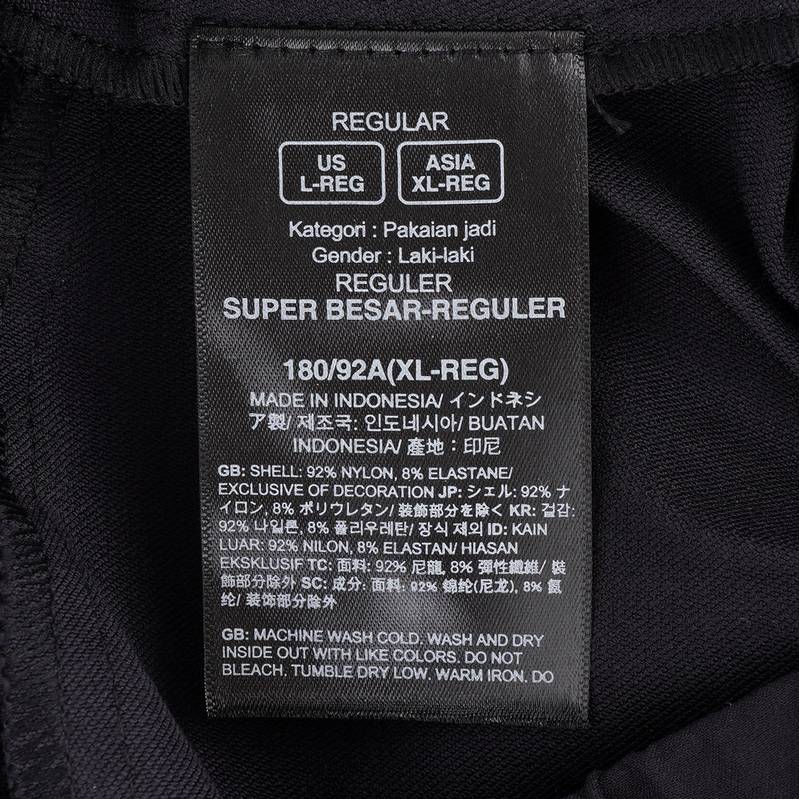 REGULAR
US ASIA
L-REG XL-REG
Kategori : Pakaian jadi
Gender : Laki-laki
REGULER
SUPER BESAR-REGULER
180/92A(XL-REG)
MADE IN INDONESIA/ インドネシ
ア製/ 제조국: 인도네시아/ BUATAN
INDONESIA/ 產地：印尼
GB: SHELL: 92% NYLON, 8% ELASTANE/
EXCLUSIVE OF DECORATION JP: シェル: 92% ナ
イロン, 8% ポリウレタン/ 装飾部分を除く KR: 겉감:
92% 나일론, 8% 폴리우레탄/ 장식 제외 ID: KAIN
LUAR: 92% NILON, 8% ELASTAN/ HIASAN
EKSKLUSIF TC: 面料: 92% 尼龍, 8% 彈性纖維/ 裝
飾部分除外 SC: 成分: 面料: 92% 锦纶(尼龙), 8% 氨
纶/ 装饰部分除外
GB: MACHINE WASH COLD. WASH AND DRY
INSIDE OUT WITH LIKE COLORS. DO NOT
BLEACH. TUMBLE DRY LOW. WARM IRON. DO